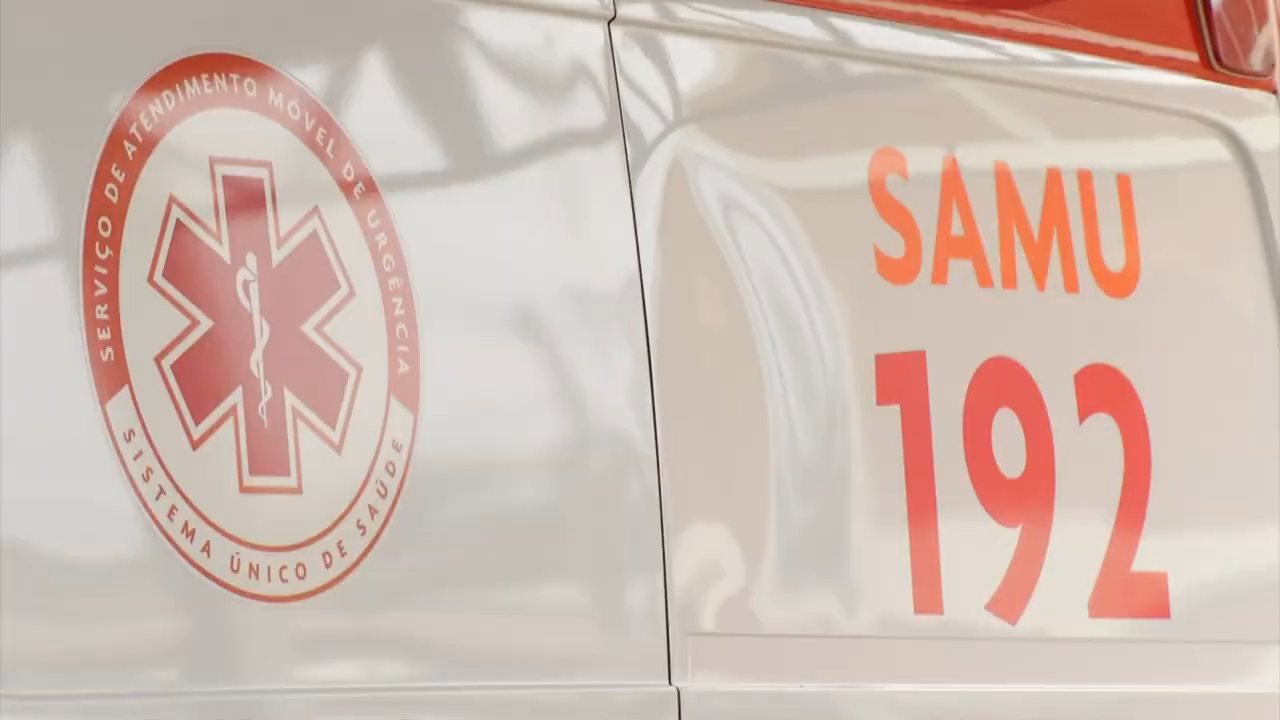 SERVIÇO DE ATENDIMENTO MÓVEL DE URGÊNCIA
SISTEMA ÚNICO DE SAÚDE
SAMU
192